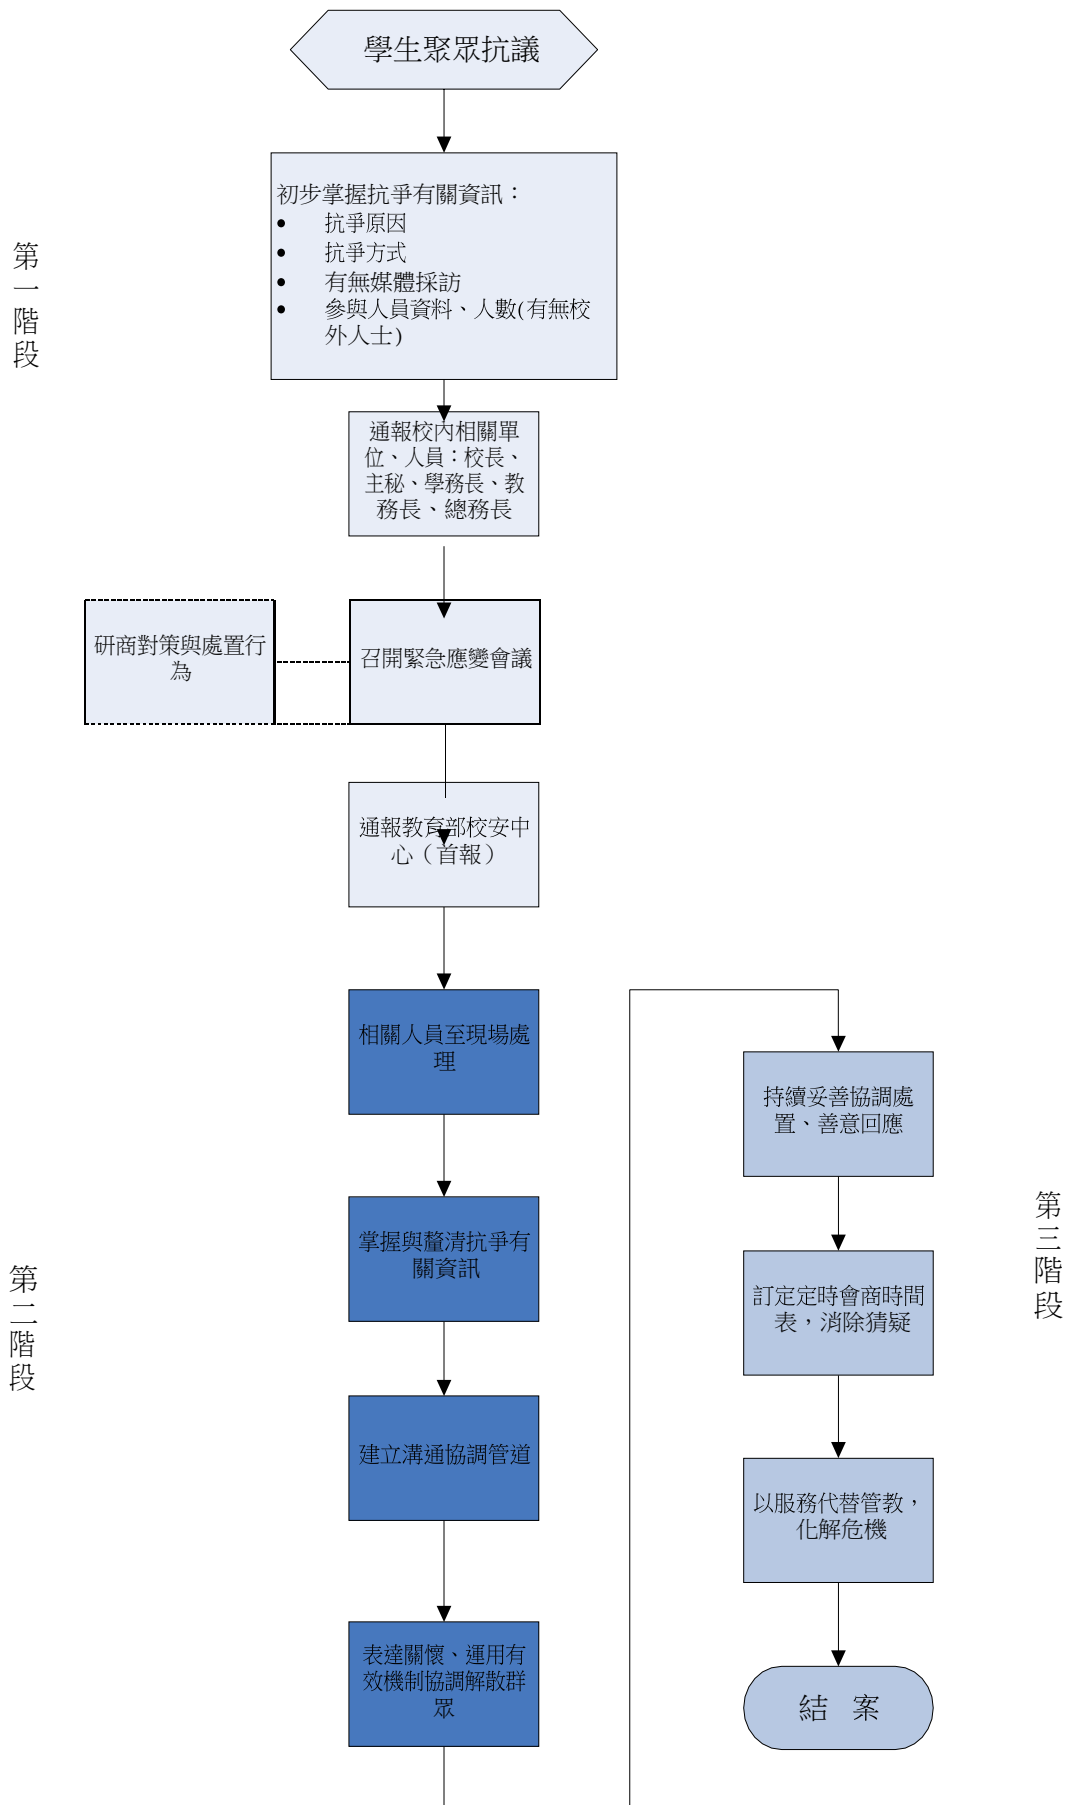 學生聚眾抗議
第一階段
初步掌握抗爭有關資訊：
● 抗爭原因
● 抗爭方式
● 有無媒體採訪
● 參與人員資料、人數(有無校
外人士)
通報校內相關單
位、人員：校長、
主秘、學務長、教
務長、總務長
研商對策與處置行
為
召開緊急應變會議
通報教育部校安中
心（首報）
第二階段
相關人員至現場處
理
掌握與釐清抗爭有
關資訊
建立溝通協調管道
表達關懷、運用有
效機制協調解散群
眾
第三階段
持續妥善協調處
置、善意回應
訂定定時會商時間
表，消除猜疑
以服務代替管教，
化解危機
結 案